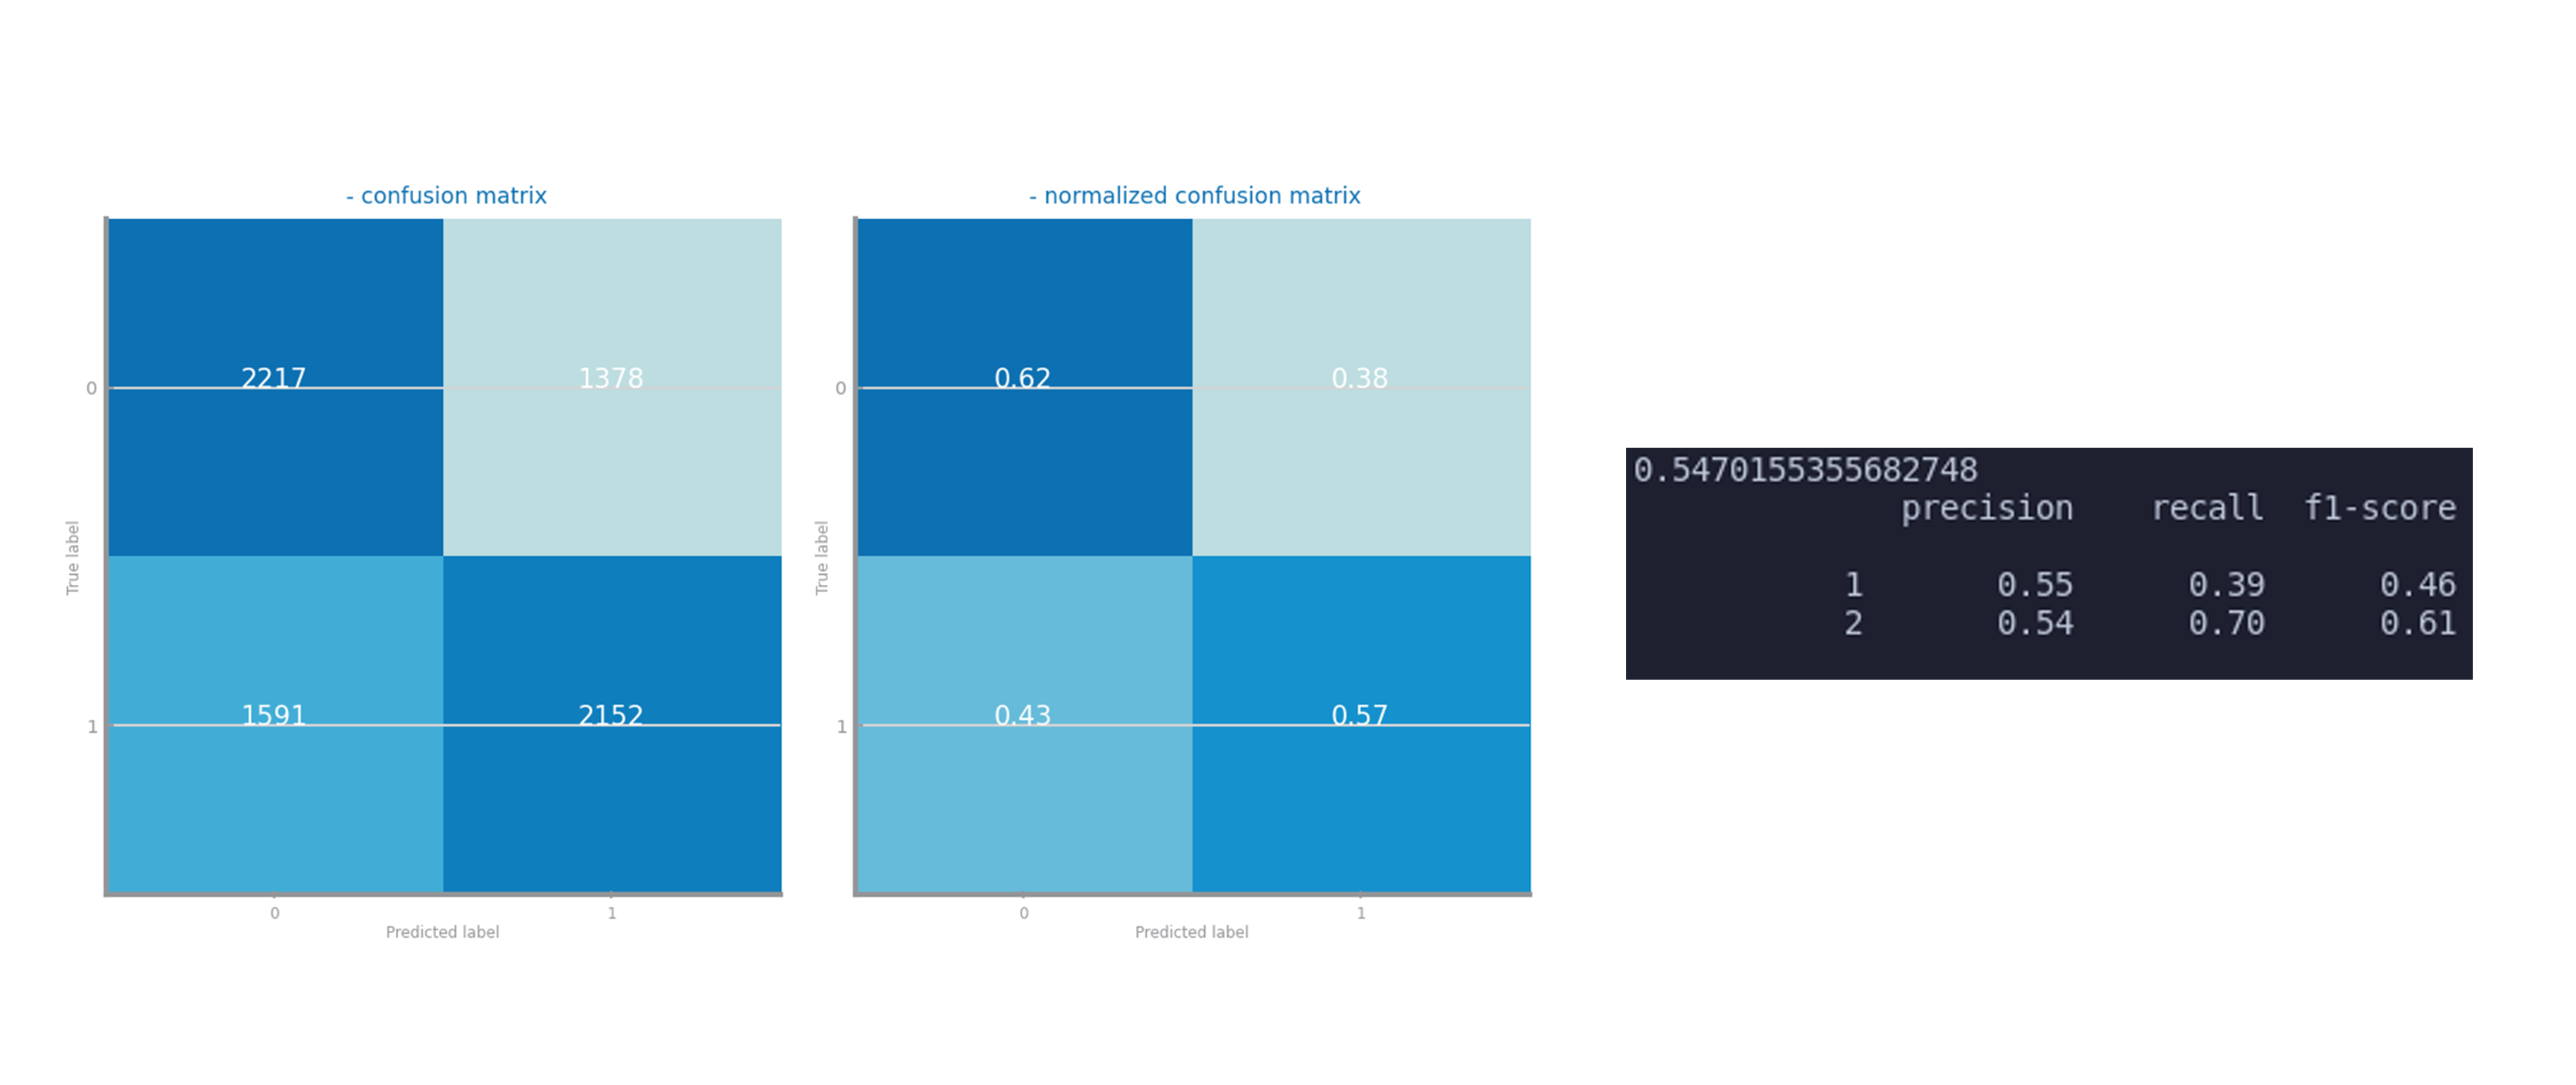 - confusion matrix
2217 1378
0
True label
1591 2152
1
0 1
Predicted label
- normalized confusion matrix
0.62 0.38
0
True label
0.43 0.57
1
0 1
Predicted label
0.5470155355682748
precision recall f1-score
1 0.55 0.39 0.46
2 0.54 0.70 0.61